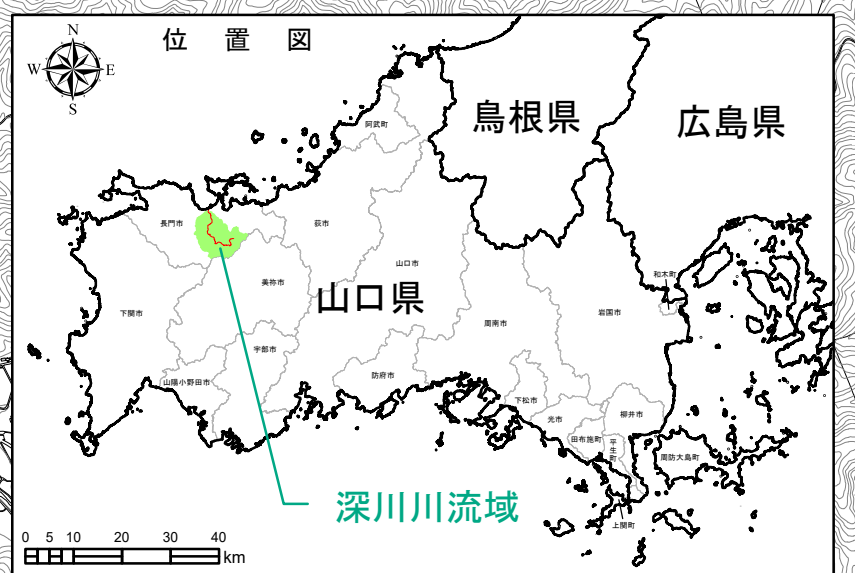 位 置 図
N
W E
S
阿武町
鳥根県
広島県
長門市
萩市
山口市
和木町
美祢市
下関市
山口県
岩国市
周南市
宇部市
防府市
山陽小野田市
下松市
光市
柳井市
田布施町
平生町
周防大島町
上関町
深川川流域
0 5 10 20 30 40
km